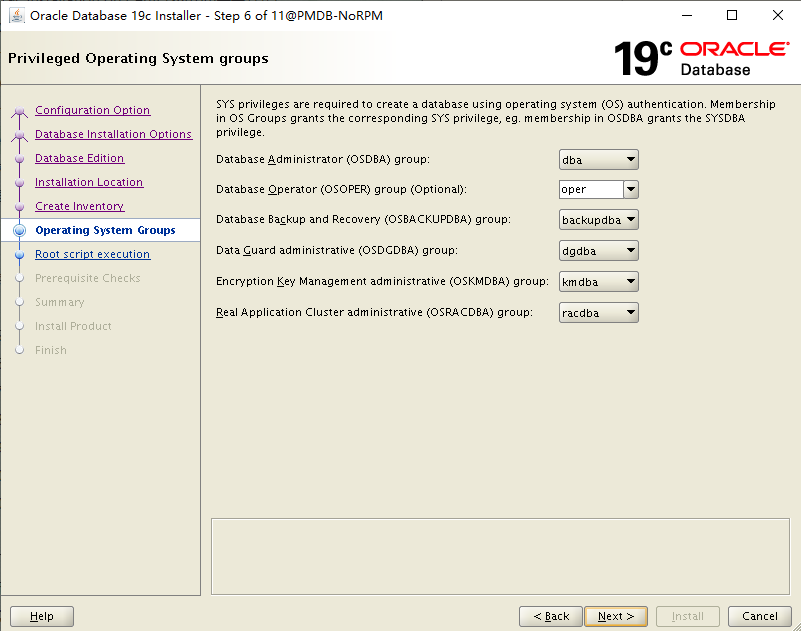 Oracle Database 19c Installer - Step 6 of 11@PMDB-NoRPM
Privileged Operating System groups
19c ORACLE
Database
Configuration Option
Database Installation Options
Database Edition
Installation Location
Create Inventory
Operating System Groups
Root script execution
Prerequisite Checks
Summary
Install Product
Finish
SYS privileges are required to create a database using operating system (OS) authentication. Membership
in OS Groups grants the corresponding SYS privilege, eg. membership in OSDBA grants the SYSDBA
privilege.
Database Administrator (OSDBA) group: dba
Database Operator (OSOPER) group (Optional): oper
Database Backup and Recovery (OSBACKUPDBA) group: backupdba
Data Guard administrative (OSDGDBA) group: dgdba
Encryption Key Management administrative (OSKMDBA) group: kmdba
Real Application Cluster administrative (OSRACDBA) group: racdba
Help < Back Next > Install Cancel